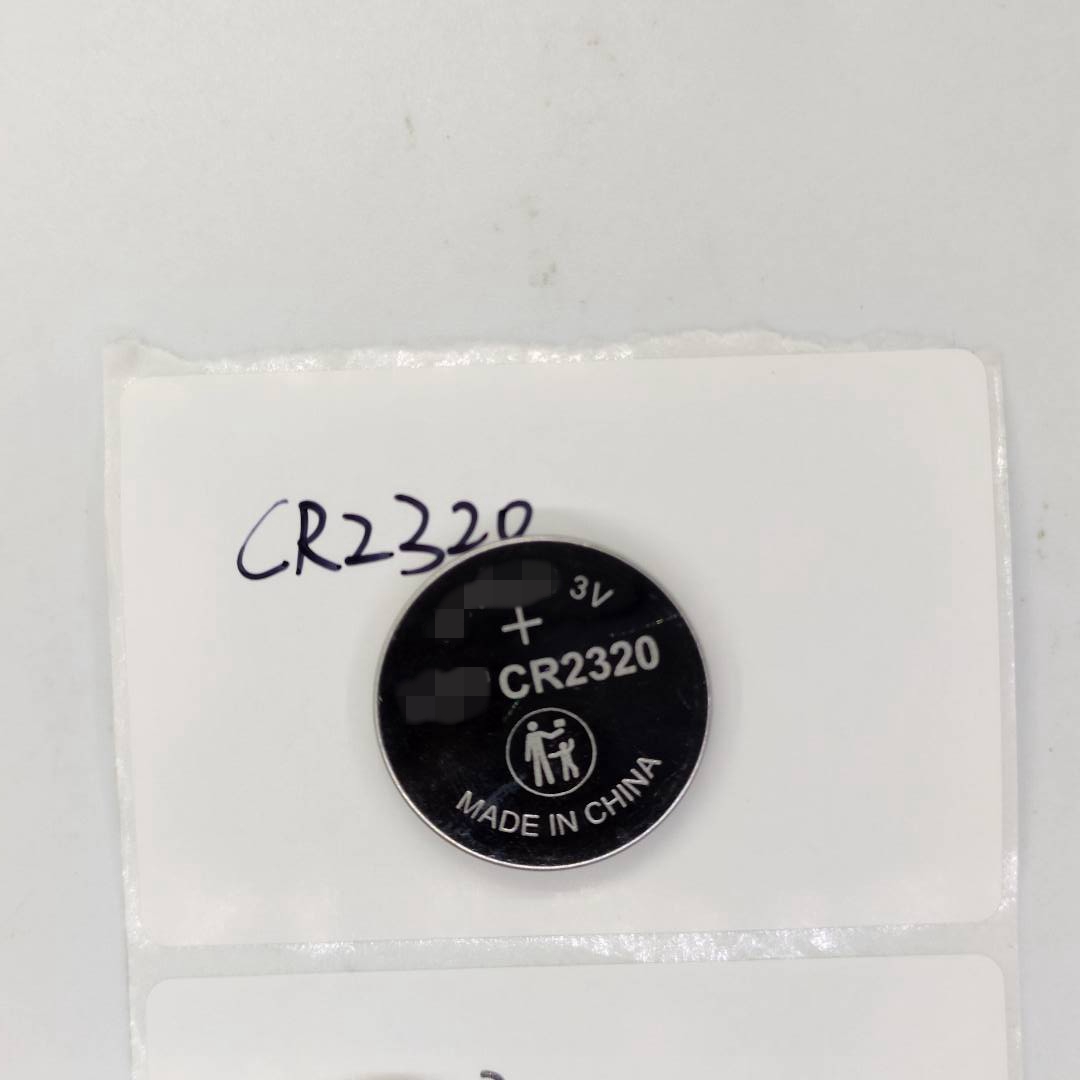 CR2320
3V
+
CR2320
MADE IN CHINA